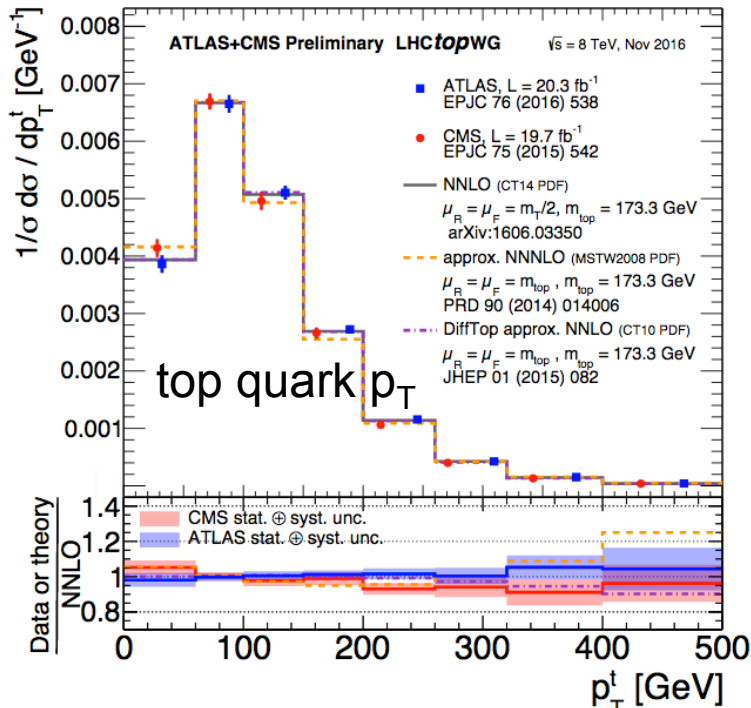 1/σ dσ / dp_T^t [GeV⁻¹]
0.008
0.007
0.006
0.005
0.004
0.003
0.002
0.001
ATLAS+CMS Preliminary LHCtopWG
√s = 8 TeV, Nov 2016
ATLAS, L = 20.3 fb⁻¹
EPJC 76 (2016) 538
CMS, L = 19.7 fb⁻¹
EPJC 75 (2015) 542
NNLO (CT14 PDF)
μ_R = μ_F = m_T/2, m_top = 173.3 GeV
arXiv:1606.03350
approx. NNNLO (MSTW2008 PDF)
μ_R = μ_F = m_top , m_top = 173.3 GeV
PRD 90 (2014) 014006
DiffTop approx. NNLO (CT10 PDF)
μ_R = μ_F = m_top , m_top = 173.3 GeV
JHEP 01 (2015) 082
top quark p_T
Data or theory
NNLO
1.4
1.2
1
0.8
CMS stat. ⊕ syst. unc.
ATLAS stat. ⊕ syst. unc.
0 100 200 300 400 500
p_T^t [GeV]